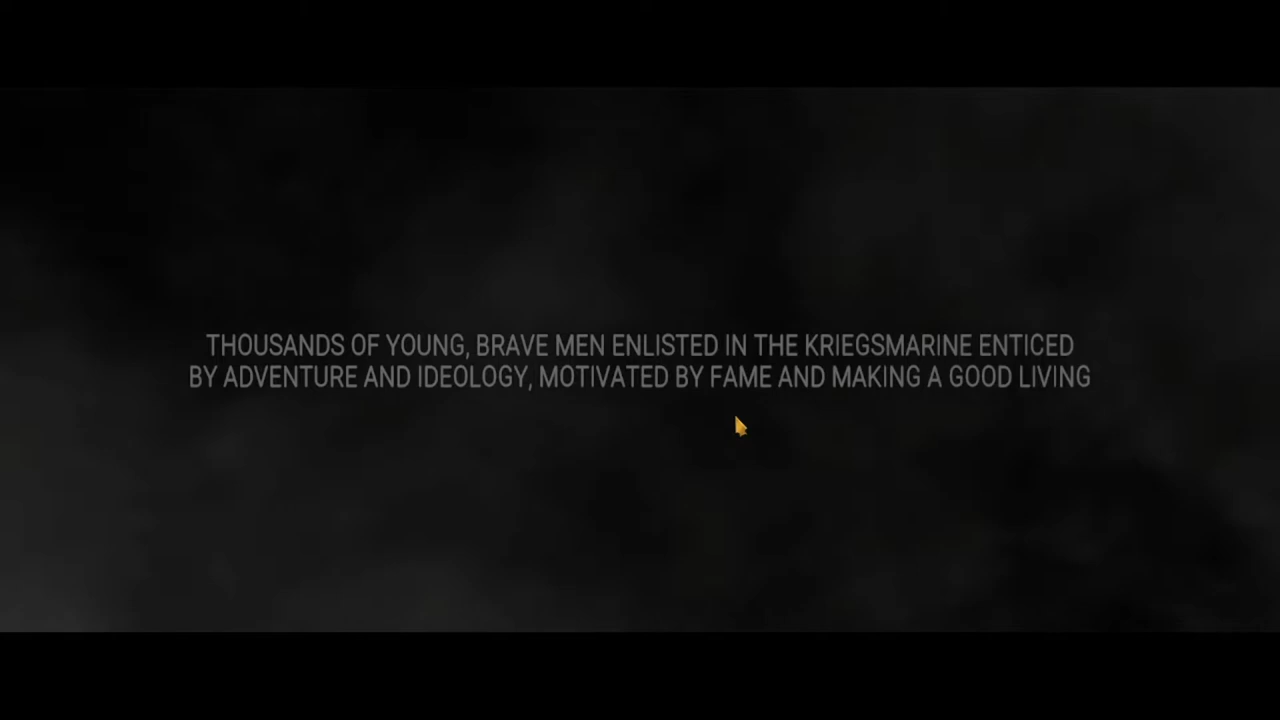 THOUSANDS OF YOUNG, BRAVE MEN ENLISTED IN THE KRIEGSMARINE ENTICED
BY ADVENTURE AND IDEOLOGY, MOTIVATED BY FAME AND MAKING A GOOD LIVING